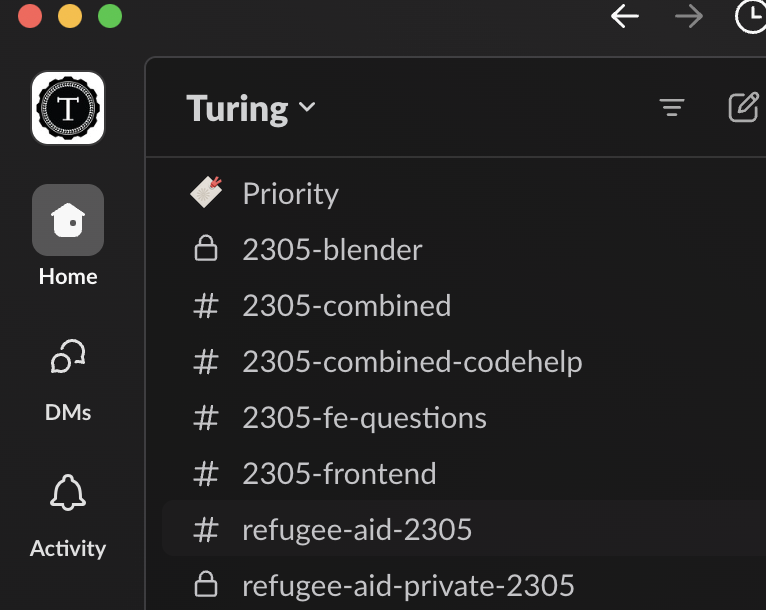 T
Turing
Priority
2305-blender
# 2305-combined
# 2305-combined-codehelp
# 2305-fe-questions
# 2305-frontend
# refugee-aid-2305
refugee-aid-private-2305
Home
DMs
Activity